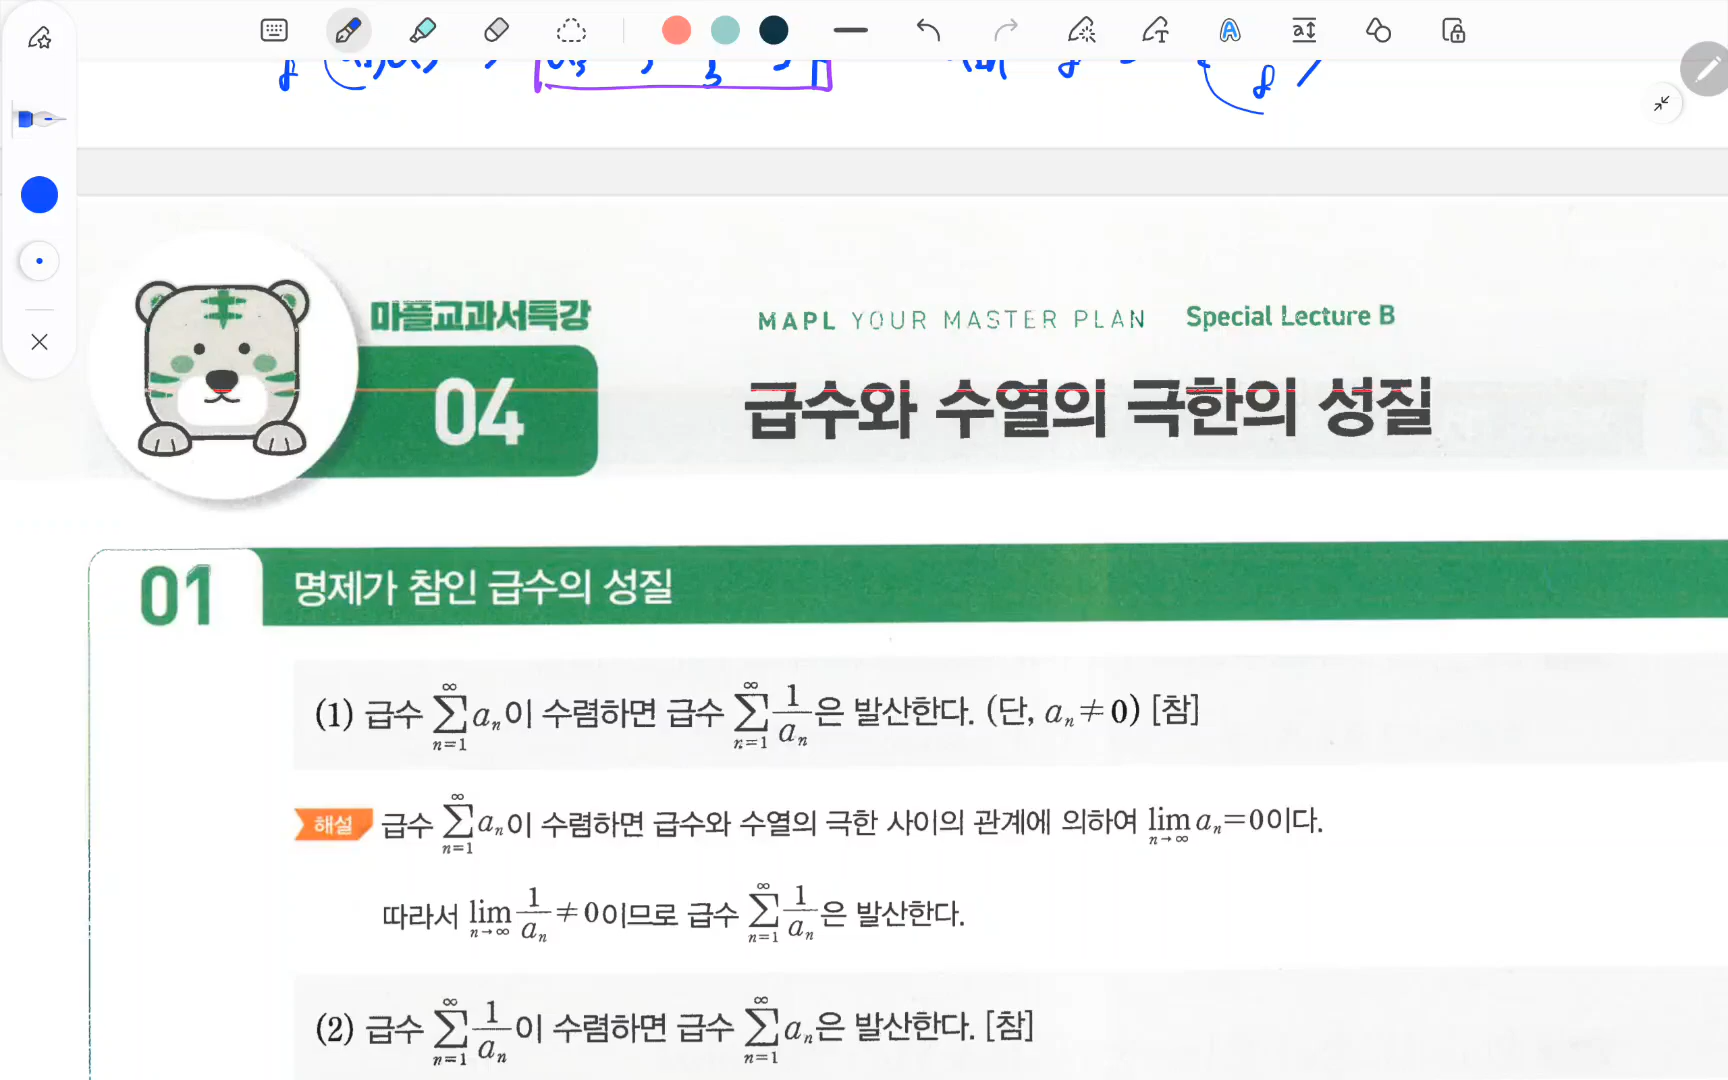 마플교과서특강
04
MAPL YOUR MASTER PLAN Special Lecture B
급수와 수열의 극한의 성질
01 명제가 참인 급수의 성질
(1) 급수 ∑_{n=1}^{∞} a_n이 수렴하면 급수 ∑_{n=1}^{∞} 1/a_n은 발산한다. (단, a_n≠0) [참]
해설 급수 ∑_{n=1}^{∞} a_n이 수렴하면 급수와 수열의 극한 사이의 관계에 의하여 lim_{n→∞} a_n=0이다.
따라서 lim_{n→∞} 1/a_n ≠0이므로 급수 ∑_{n=1}^{∞} 1/a_n은 발산한다.
(2) 급수 ∑_{n=1}^{∞} 1/a_n이 수렴하면 급수 ∑_{n=1}^{∞} a_n은 발산한다. [참]